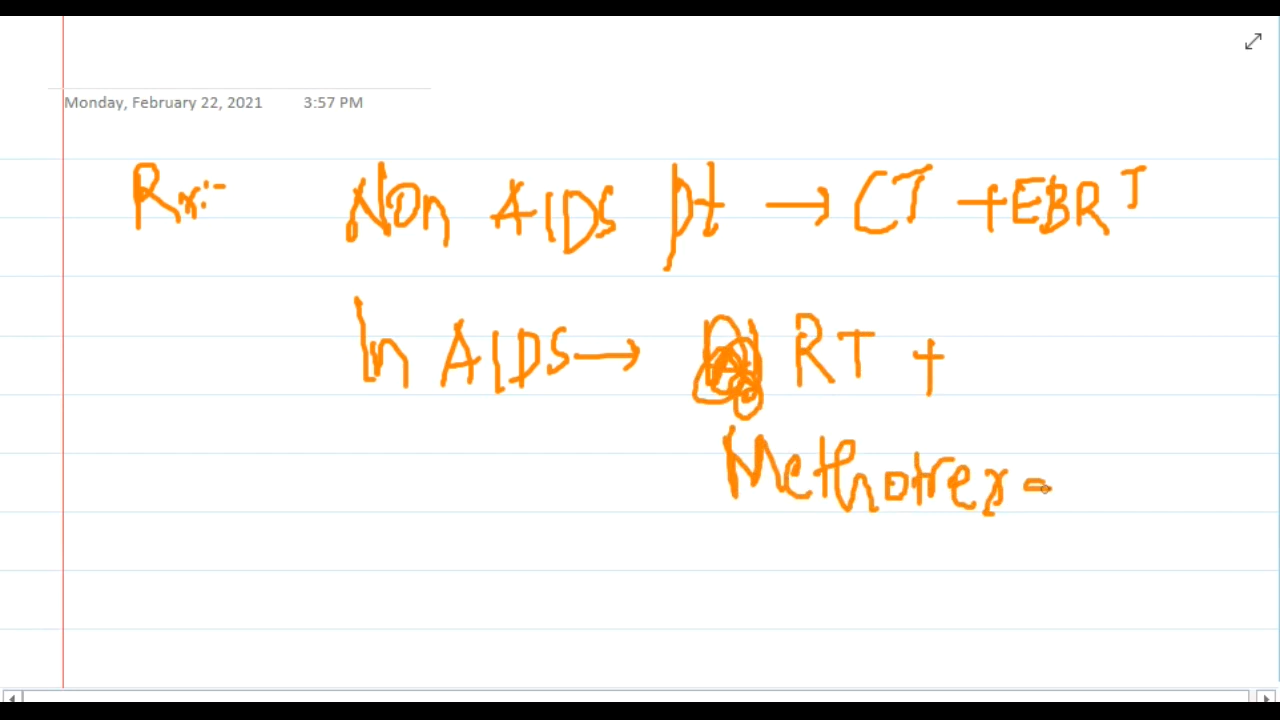 Monday, February 22, 2021 3:57 PM
Rx:- Non AIDS pt → CT + EBRT
In AIDS → RT +
Methotrex